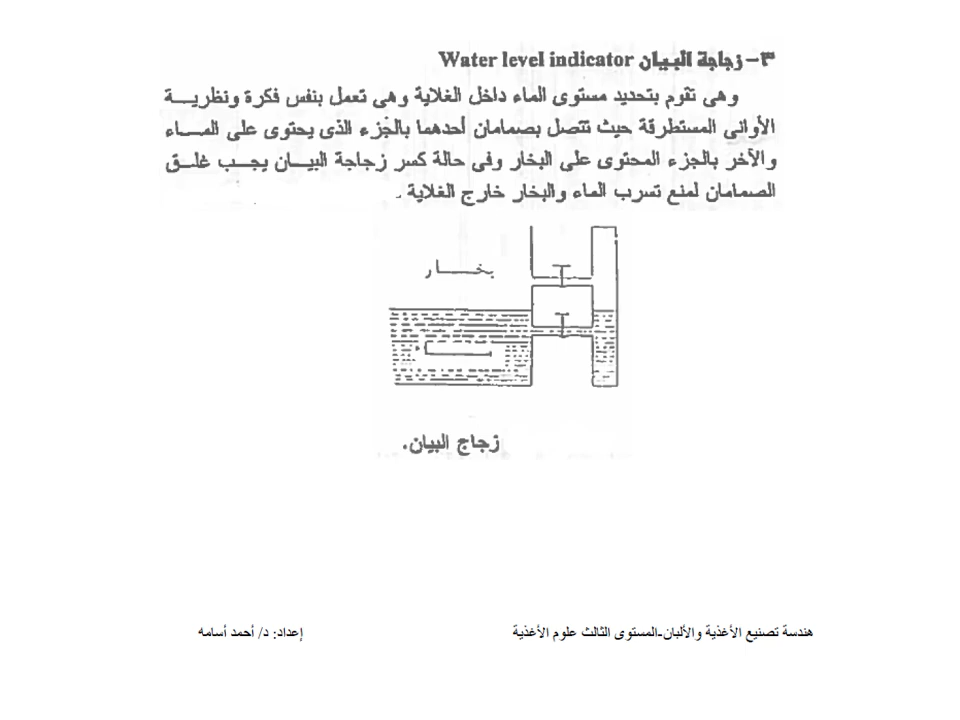 ٣- زجاجة البيان Water level indicator
وهى تقوم بتحديد مستوى الماء داخل الغلاية وهى تعمل بنفس فكرة ونظرية
الأوانى المستطرقة حيث تتصل بصمامان أحدهما بالجزء الذى يحتوى على الماء
والآخر بالجزء المحتوى على البخار وفى حالة كسر زجاجة البيان يجب غلق
الصمامان لمنع تسرب الماء والبخار خارج الغلاية .
بخار
زجاج البيان.
هندسة تصنيع الأغذية والألبان-المستوى الثالث علوم الأغذية
إعداد: د/ أحمد أسامه